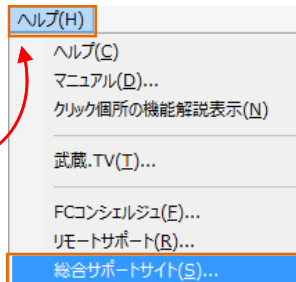 ヘルプ(H)
ヘルプ(C)
マニュアル(D)...
クリック個所の機能解説表示(N)
武蔵.TV(T)...
FCコンシェルジュ(F)...
リモートサポート(R)...
総合サポートサイト(S)...